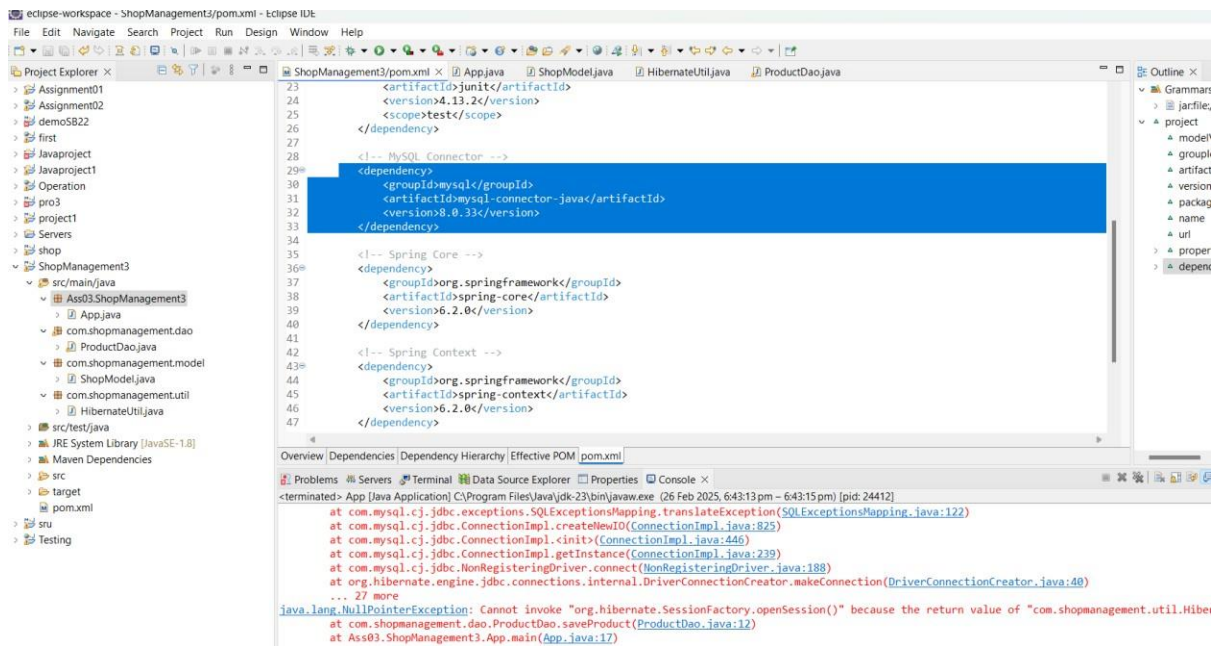 eclipse-workspace - ShopManagement3/pom.xml - Eclipse IDE
File Edit Navigate Search Project Run Design Window Help
Project Explorer
Assignment01
Assignment02
demoSB22
first
Javaproject
Javaproject1
Operation
pro3
project1
Servers
shop
ShopManagement3
src/main/java
Ass03.ShopManagement3
App.java
com.shopmanagement.dao
ProductDao.java
com.shopmanagement.model
ShopModel.java
com.shopmanagement.util
HibernateUtil.java
src/test/java
JRE System Library [JavaSE-1.8]
Maven Dependencies
src
target
pom.xml
sru
Testing
ShopManagement3/pom.xml App.java ShopModel.java HibernateUtil.java ProductDao.java
23 <artifactId>junit</artifactId>
24 <version>4.13.2</version>
25 <scope>test</scope>
26 </dependency>
27
28 <!-- MySQL Connector -->
29 <dependency>
30 <groupId>mysql</groupId>
31 <artifactId>mysql-connector-java</artifactId>
32 <version>8.0.33</version>
33 </dependency>
34
35 <!-- Spring Core -->
36 <dependency>
37 <groupId>org.springframework</groupId>
38 <artifactId>spring-core</artifactId>
39 <version>6.2.0</version>
40 </dependency>
41
42 <!-- Spring Context -->
43 <dependency>
44 <groupId>org.springframework</groupId>
45 <artifactId>spring-context</artifactId>
46 <version>6.2.0</version>
47 </dependency>
Overview Dependencies Dependency Hierarchy Effective POM pom.xml
Problems Servers Terminal Data Source Explorer Properties Console
<terminated> App [Java Application] C:\Program Files\Java\jdk-23\bin\javaw.exe (26 Feb 2025, 6:43:13 pm – 6:43:15 pm) [pid: 24412]
at com.mysql.cj.jdbc.exceptions.SQLExceptionsMapping.translateException(SQLExceptionsMapping.java:122)
at com.mysql.cj.jdbc.ConnectionImpl.createNewIO(ConnectionImpl.java:825)
at com.mysql.cj.jdbc.ConnectionImpl.<init>(ConnectionImpl.java:446)
at com.mysql.cj.jdbc.ConnectionImpl.getInstance(ConnectionImpl.java:239)
at com.mysql.cj.jdbc.NonRegisteringDriver.connect(NonRegisteringDriver.java:188)
at org.hibernate.engine.jdbc.connections.internal.DriverConnectionCreator.makeConnection(DriverConnectionCreator.java:40)
... 27 more
java.lang.NullPointerException: Cannot invoke "org.hibernate.SessionFactory.openSession()" because the return value of "com.shopmanagement.util.Hiber
at com.shopmanagement.dao.ProductDao.saveProduct(ProductDao.java:12)
at Ass03.ShopManagement3.App.main(App.java:17)
Outline
Grammars
jar:file:
project
model
groupI
artifact
version
packag
name
url
proper
depend